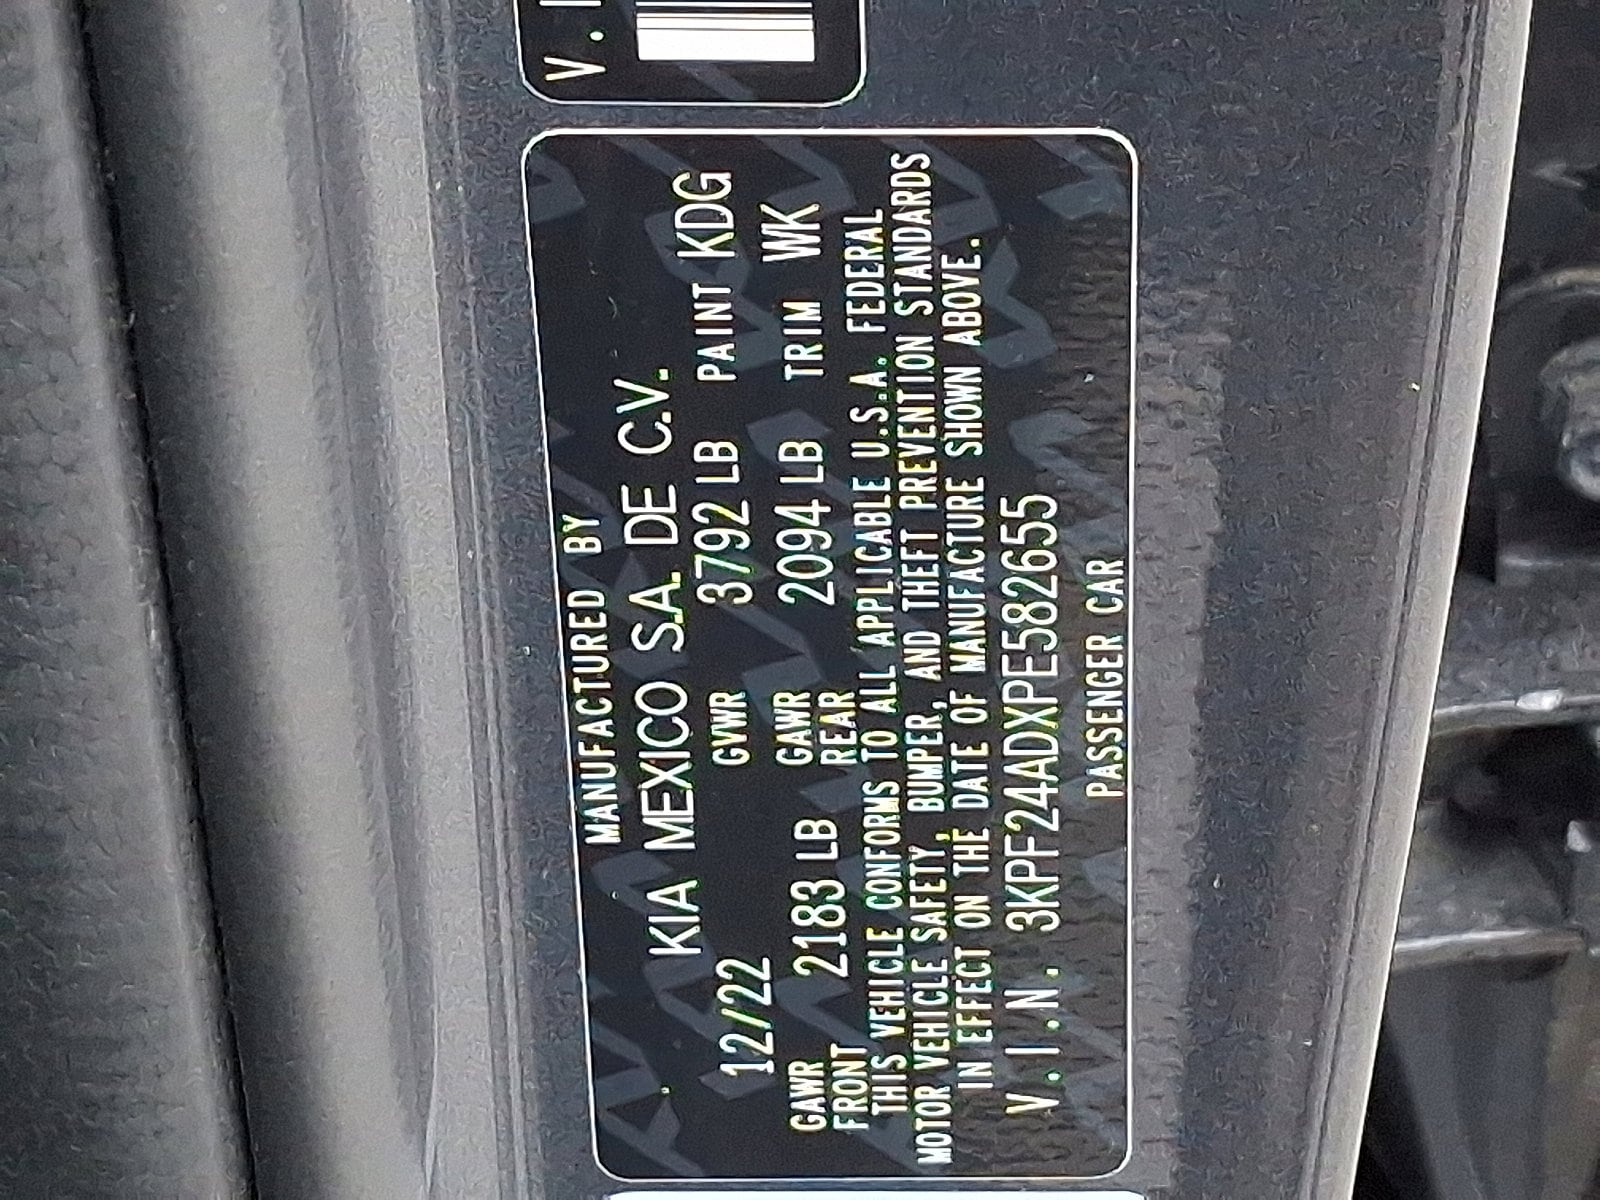 MANUFACTURED BY
KIA MEXICO S.A. DE C.V.
12/22 GVWR 3792 LB PAINT KDG
GAWR FRONT 2183 LB GAWR REAR 2094 LB TRIM WK
THIS VEHICLE CONFORMS TO ALL APPLICABLE U.S.A. FEDERAL
MOTOR VEHICLE SAFETY, BUMPER, AND THEFT PREVENTION STANDARDS
IN EFFECT ON THE DATE OF MANUFACTURE SHOWN ABOVE.
V.I.N. 3KPF24ADXPE582655
PASSENGER CAR